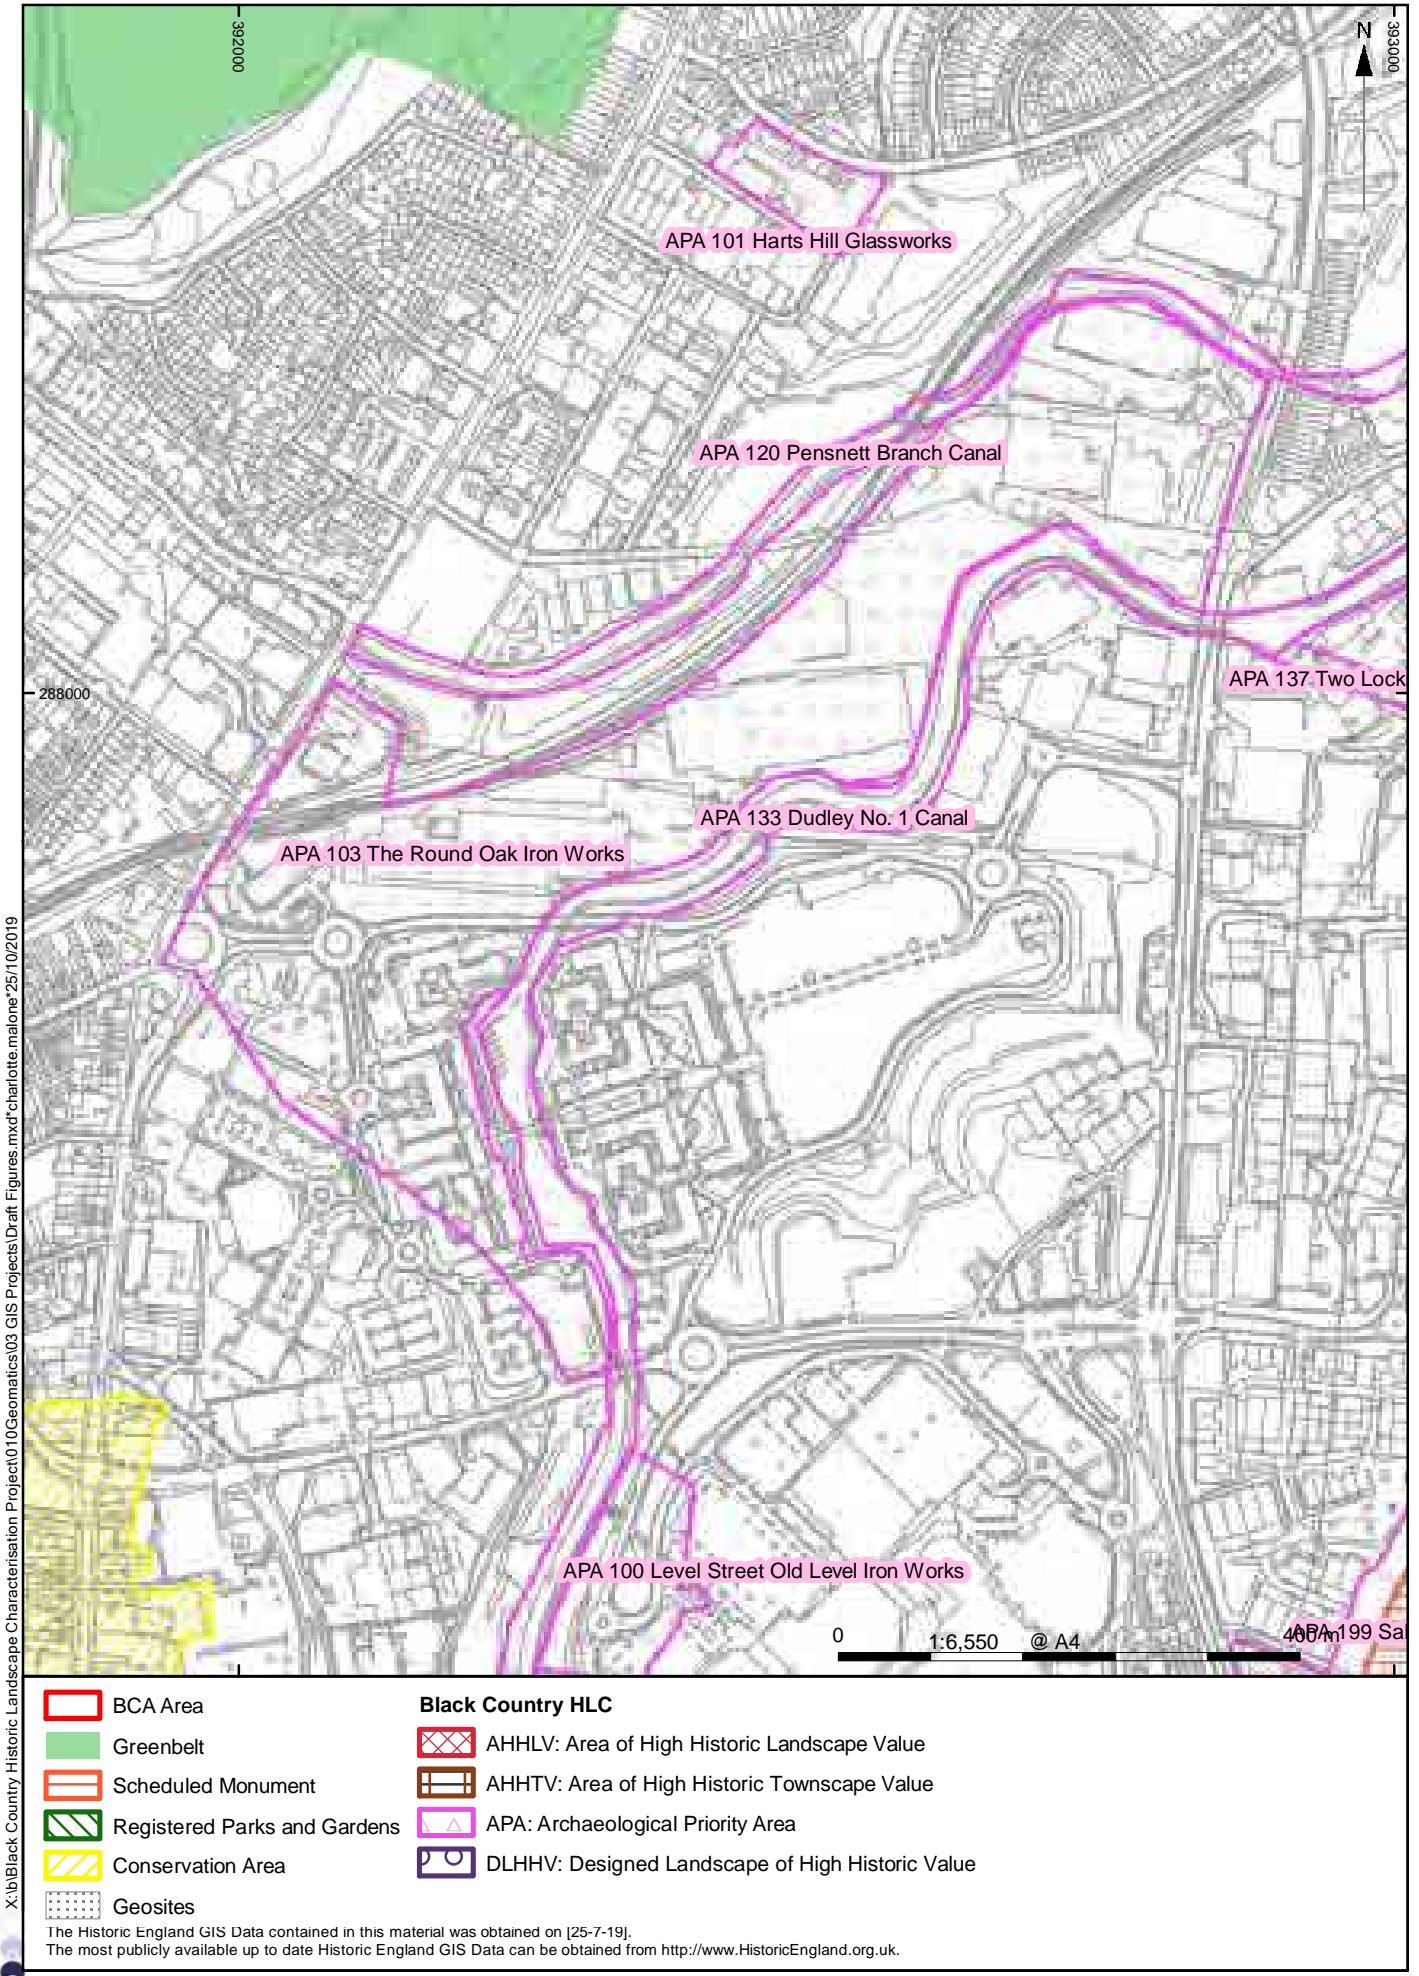 392000
N
393000
APA 101 Harts Hill Glassworks
APA 120 Pensnett Branch Canal
288000
APA 137 Two Lock
APA 133 Dudley No. 1 Canal
APA 103 The Round Oak Iron Works
APA 100 Level Street Old Level Iron Works
APA 199 Sal
0 1:6,550 @ A4 400 m
X:\b\Black Country Historic Landscape Characterisation Project\010Geomatics\03 GIS Projects\Draft Figures.mxd*charlotte.malone*25/10/2019
BCA Area
Greenbelt
Scheduled Monument
Registered Parks and Gardens
Conservation Area
Geosites
Black Country HLC
AHHLV: Area of High Historic Landscape Value
AHHTV: Area of High Historic Townscape Value
APA: Archaeological Priority Area
DLHHV: Designed Landscape of High Historic Value
The Historic England GIS Data contained in this material was obtained on [25-7-19].
The most publicly available up to date Historic England GIS Data can be obtained from http://www.HistoricEngland.org.uk.